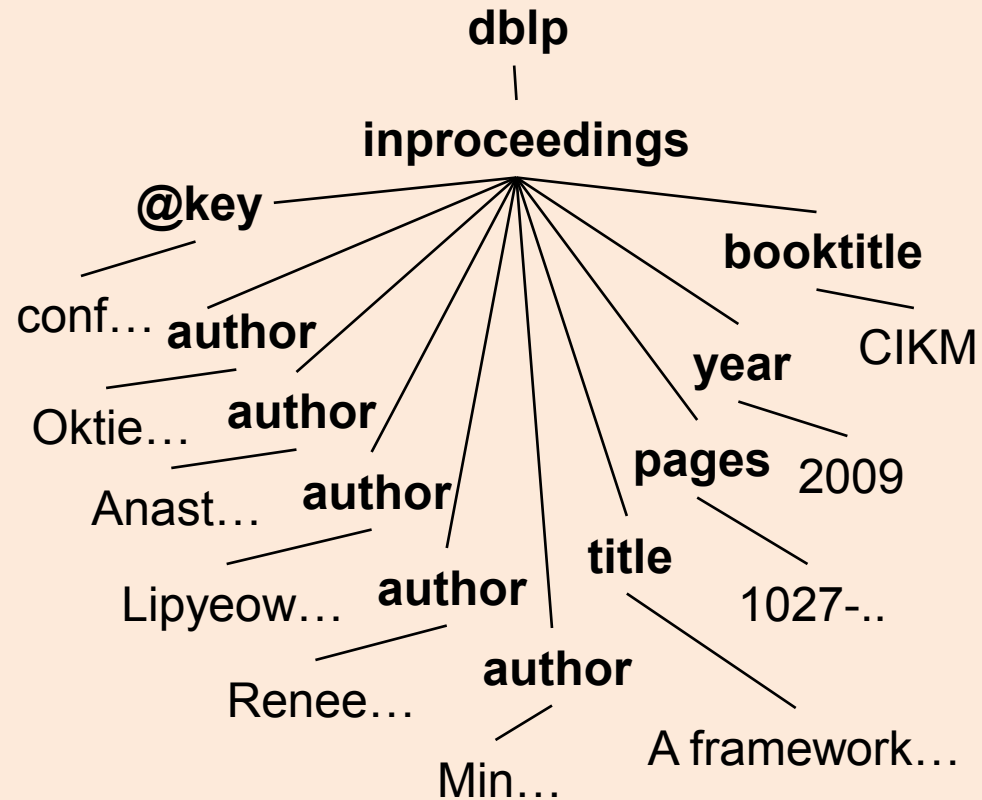 dblp
inproceedings
@key
booktitle
conf…
author
CIKM
year
Oktie…
author
pages
2009
Anast…
author
title
Lipyeow…
author
1027-..
author
Renee…
A framework…
Min…